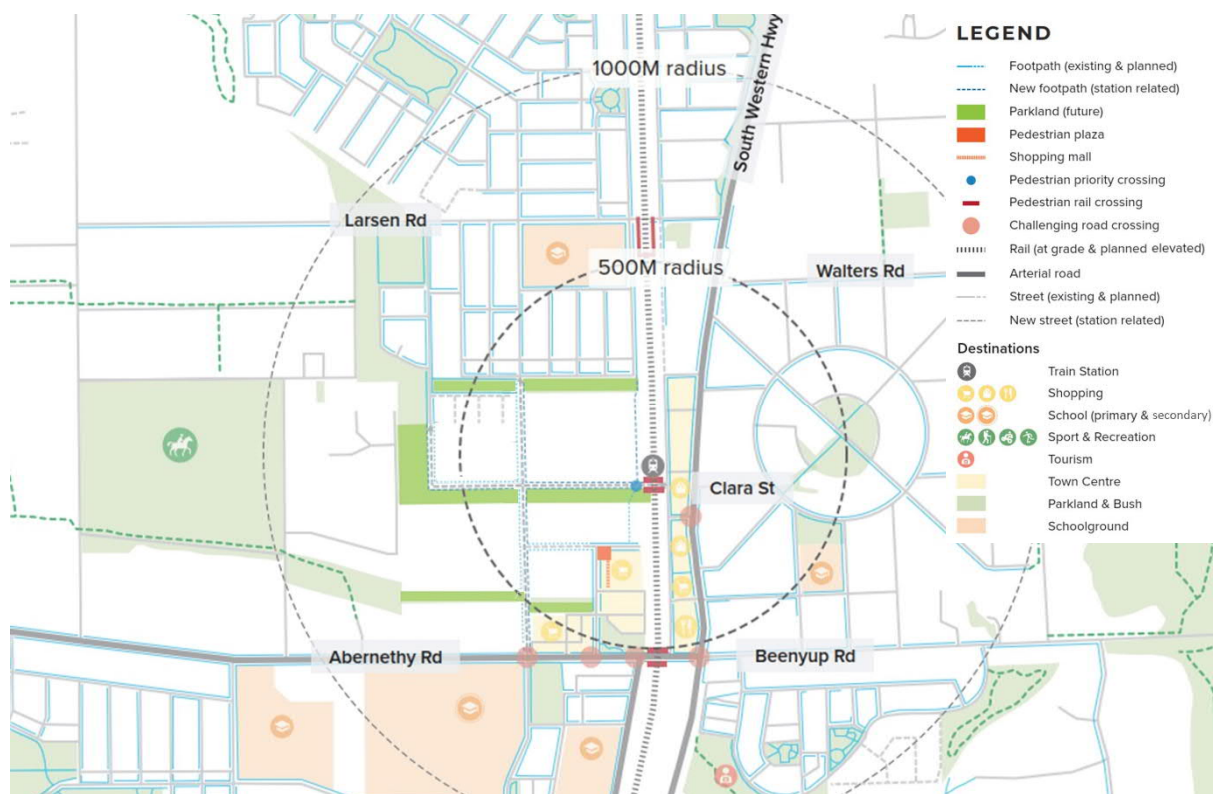 1000M radius
South Western Hwy
Larsen Rd
500M radius
Walters Rd
Clara St
Abernethy Rd
Beenyup Rd
LEGEND
Footpath (existing & planned)
New footpath (station related)
Parkland (future)
Pedestrian plaza
Shopping mall
Pedestrian priority crossing
Pedestrian rail crossing
Challenging road crossing
Rail (at grade & planned elevated)
Arterial road
Street (existing & planned)
New street (station related)
Destinations
Train Station
Shopping
School (primary & secondary)
Sport & Recreation
Tourism
Town Centre
Parkland & Bush
Schoolground